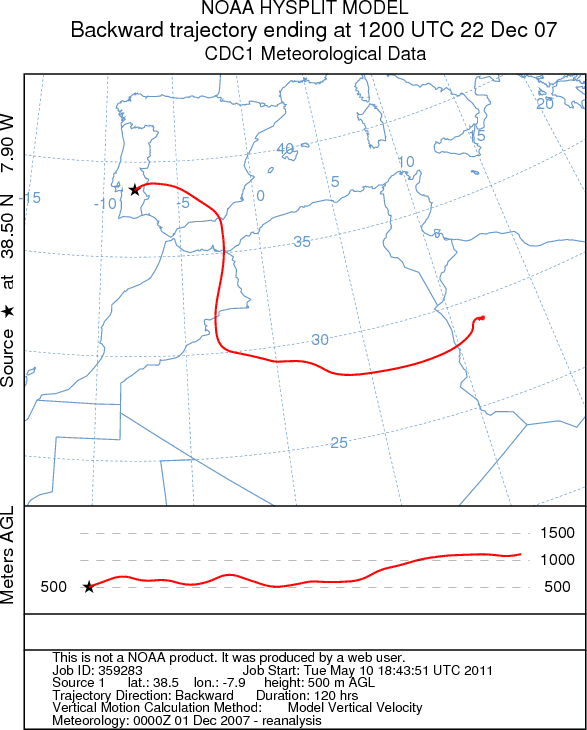 NOAA HYSPLIT MODEL
Backward trajectory ending at 1200 UTC 22 Dec 07
CDC1 Meteorological Data
Source ★ at 38.50 N 7.90 W
20
15
40
10
-15
-10
-5
0
5
5
35
30
25
Meters AGL
1500
1000
500
500
This is not a NOAA product. It was produced by a web user.
Job ID: 359283 Job Start: Tue May 10 18:43:51 UTC 2011
Source 1 lat.: 38.5 lon.: -7.9 height: 500 m AGL
Trajectory Direction: Backward Duration: 120 hrs
Vertical Motion Calculation Method: Model Vertical Velocity
Meteorology: 0000Z 01 Dec 2007 - reanalysis